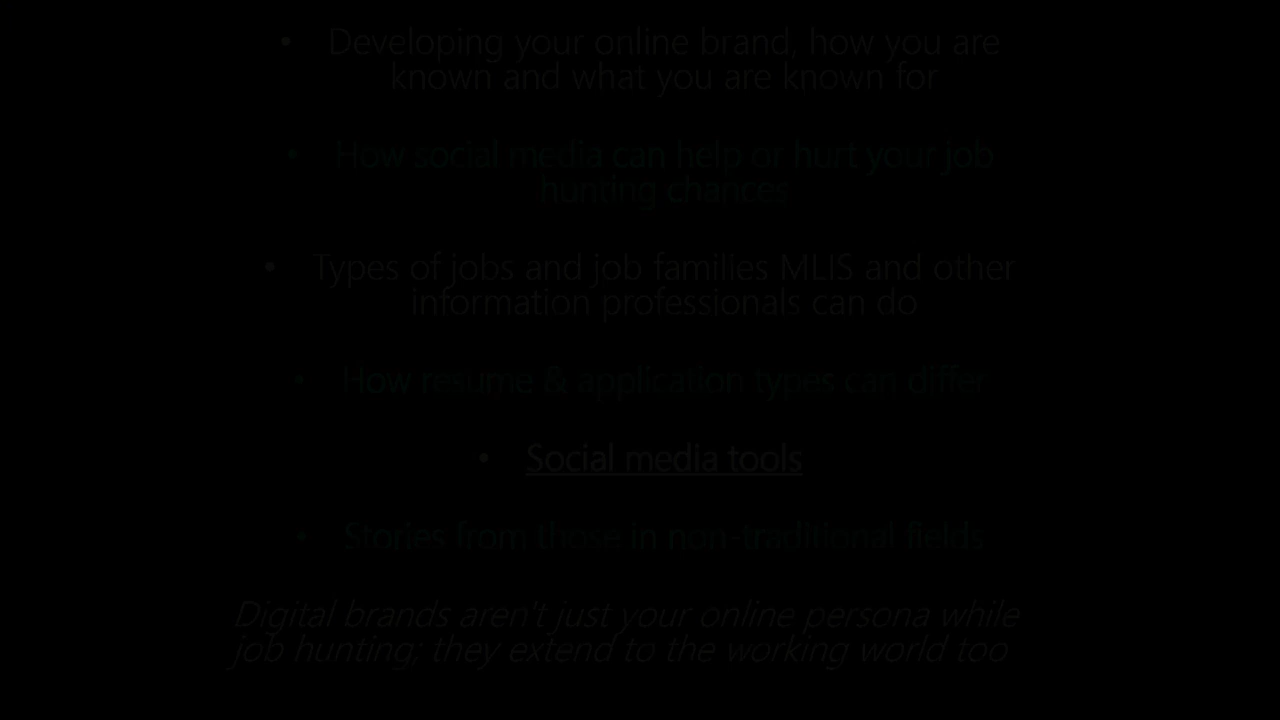 • Developing your online brand, how you are
known and what you are known for
• How social media can help or hurt your job
hunting chances
• Types of jobs and job families MLIS and other
information professionals can do
• How resume & application types can differ
• Social media tools
• Stories from those in non-traditional fields
Digital brands aren't just your online persona while
job hunting; they extend to the working world too